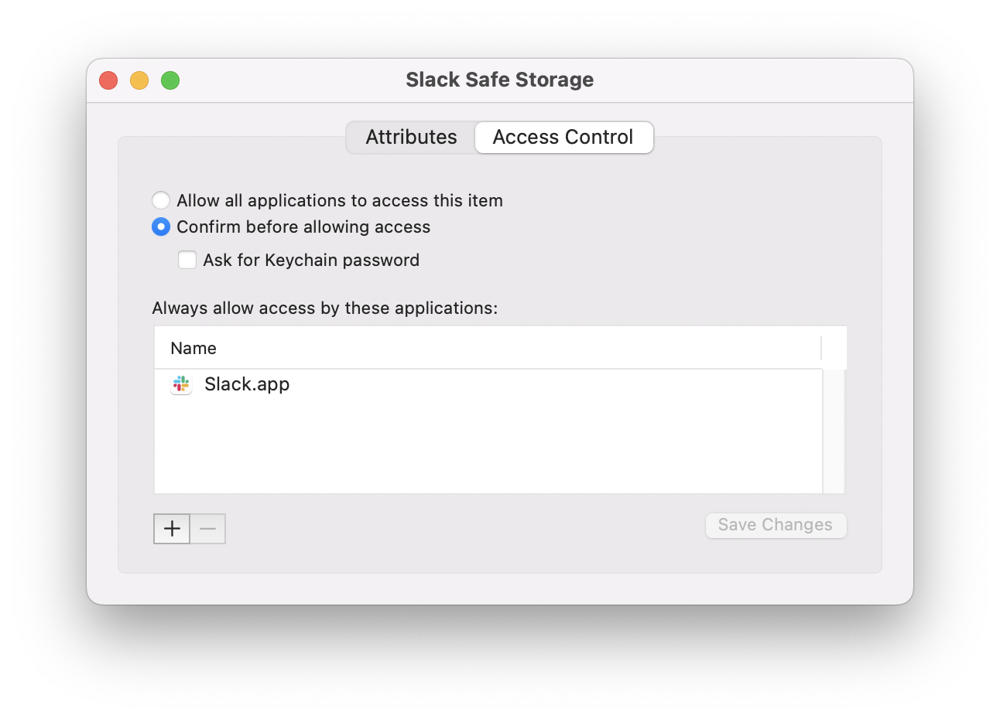 Slack Safe Storage
Attributes
Access Control
Allow all applications to access this item
Confirm before allowing access
Ask for Keychain password
Always allow access by these applications:
Name
Slack.app
Save Changes